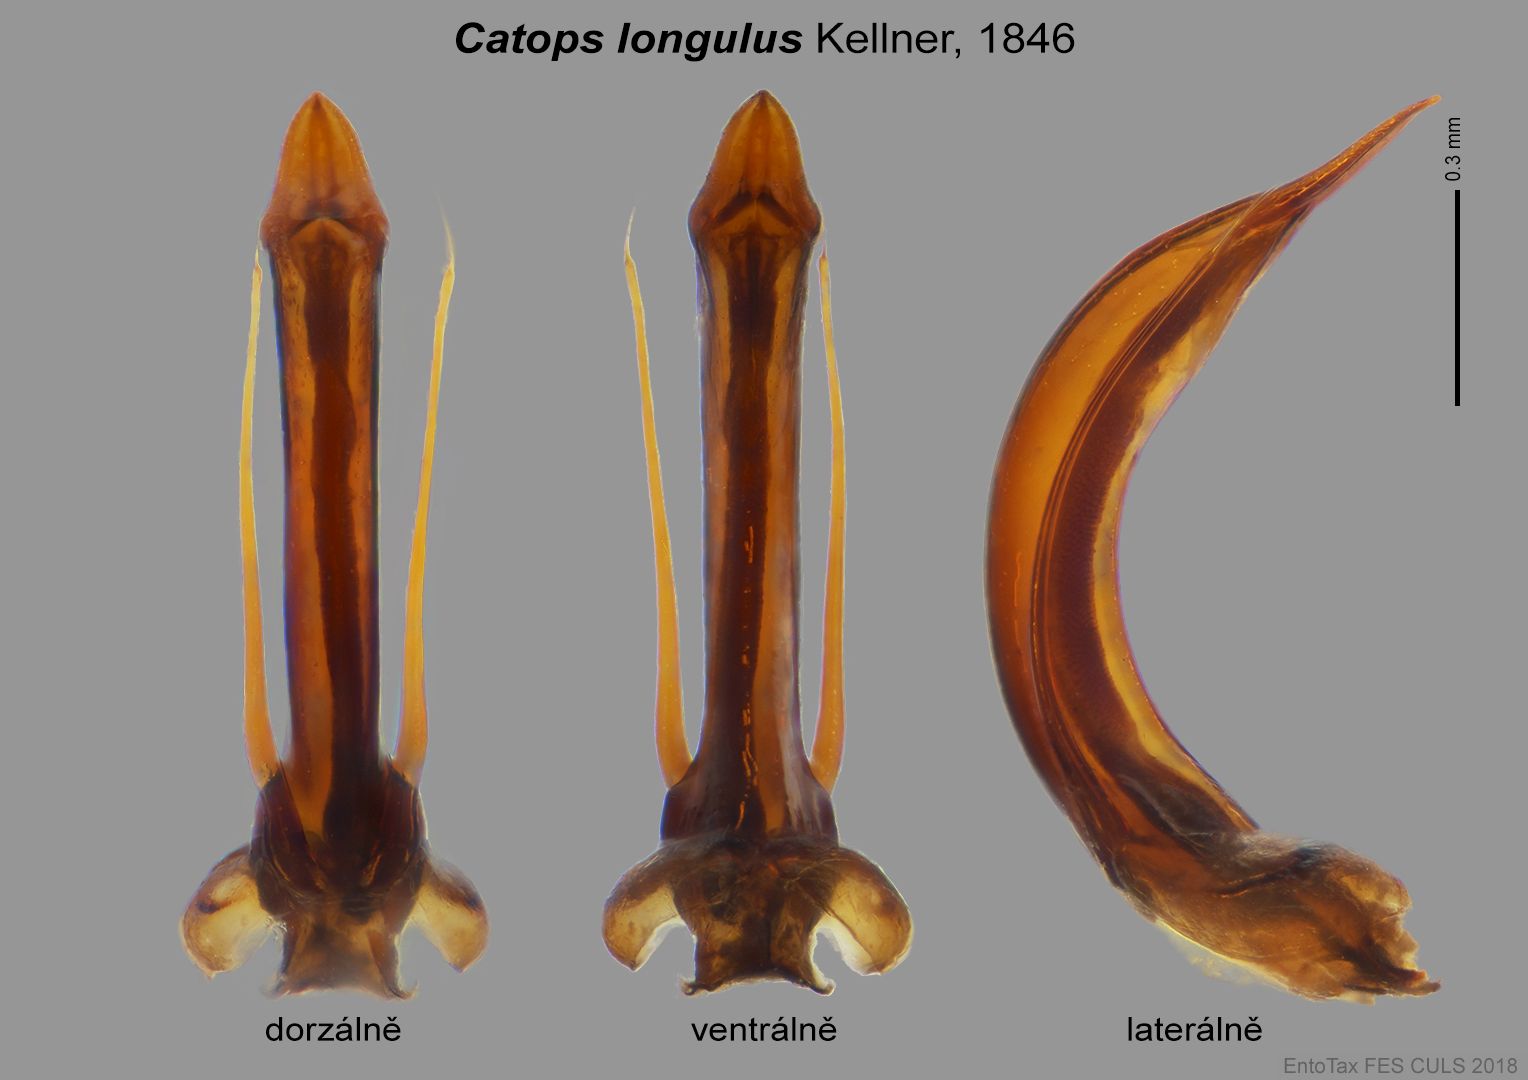 Catops longulus Kellner, 1846
0.3 mm
dorzálně
ventrálně
laterálně
EntoTax FES CULS 2018